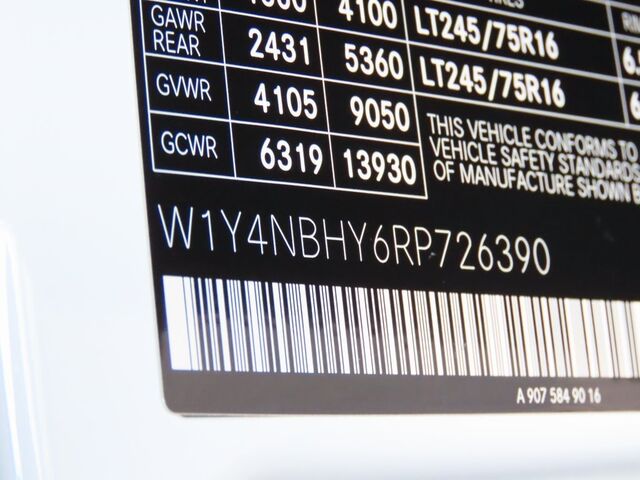 4100 LT245/75R16
GAWR REAR 2431 5360 LT245/75R16
GVWR 4105 9050
GCWR 6319 13930
THIS VEHICLE CONFORMS TO
VEHICLE SAFETY STANDARDS
OF MANUFACTURE SHOWN
W1Y4NBHY6RP726390
A 907 584 90 16